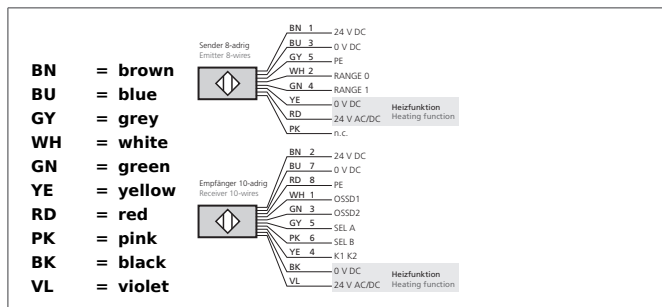 BN = brown
BU = blue
GY = grey
WH = white
GN = green
YE = yellow
RD = red
PK = pink
BK = black
VL = violet
Sender 8-adrig
Emitter 8-wires
BN 1 24 V DC
BU 3 0 V DC
GY 5 PE
WH 2 RANGE 0
GN 4 RANGE 1
YE 0 V DC Heizfunktion
RD 24 V AC/DC Heating function
PK n.c.
Empfänger 10-adrig
Receiver 10-wires
BN 2 24 V DC
BU 7 0 V DC
RD 8 PE
WH 1 OSSD1
GN 3 OSSD2
GY 5 SEL A
PK 6 SEL B
YE 4 K1 K2
BK 0 V DC Heizfunktion
VL 24 V AC/DC Heating function